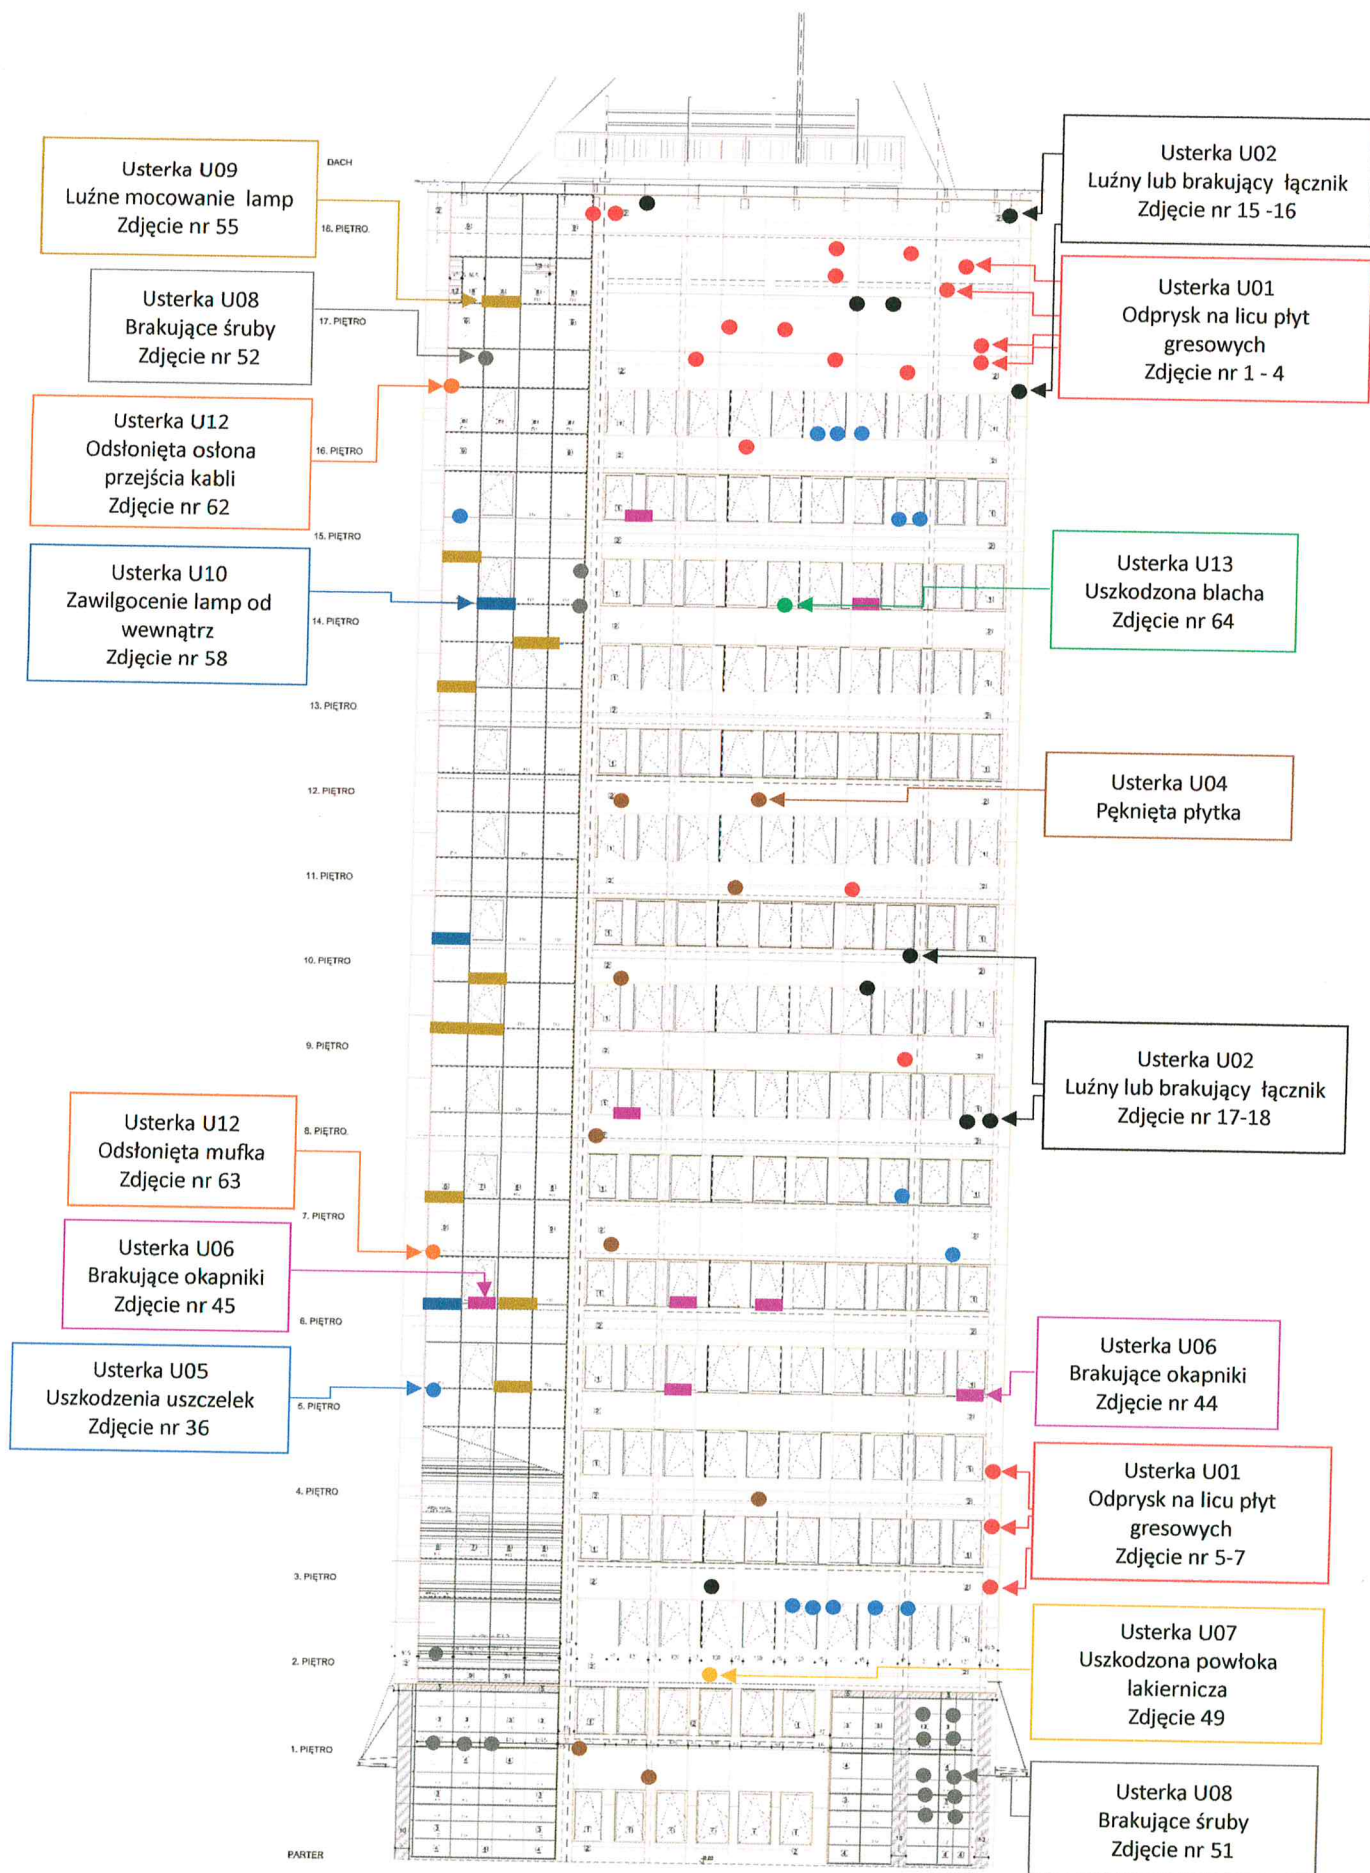 DACH
18. PIĘTRO
17. PIĘTRO
16. PIĘTRO
15. PIĘTRO
14. PIĘTRO
13. PIĘTRO
12. PIĘTRO
11. PIĘTRO
10. PIĘTRO
9. PIĘTRO
8. PIĘTRO
7. PIĘTRO
6. PIĘTRO
5. PIĘTRO
4. PIĘTRO
3. PIĘTRO
2. PIĘTRO
1. PIĘTRO
PARTER
Usterka U09
Luźne mocowanie lamp
Zdjęcie nr 55
Usterka U08
Brakujące śruby
Zdjęcie nr 52
Usterka U12
Odsłonięta osłona
przejścia kabli
Zdjęcie nr 62
Usterka U10
Zawilgocenie lamp od
wewnątrz
Zdjęcie nr 58
Usterka U12
Odsłonięta mufka
Zdjęcie nr 63
Usterka U06
Brakujące okapniki
Zdjęcie nr 45
Usterka U05
Uszkodzenia uszczelek
Zdjęcie nr 36
Usterka U02
Luźny lub brakujący łącznik
Zdjęcie nr 15 -16
Usterka U01
Odprysk na licu płyt
gresowych
Zdjęcie nr 1 - 4
Usterka U13
Uszkodzona blacha
Zdjęcie nr 64
Usterka U04
Pęknięta płytka
Usterka U02
Luźny lub brakujący łącznik
Zdjęcie nr 17-18
Usterka U06
Brakujące okapniki
Zdjęcie nr 44
Usterka U01
Odprysk na licu płyt
gresowych
Zdjęcie nr 5-7
Usterka U07
Uszkodzona powłoka
lakiernicza
Zdjęcie 49
Usterka U08
Brakujące śruby
Zdjęcie nr 51